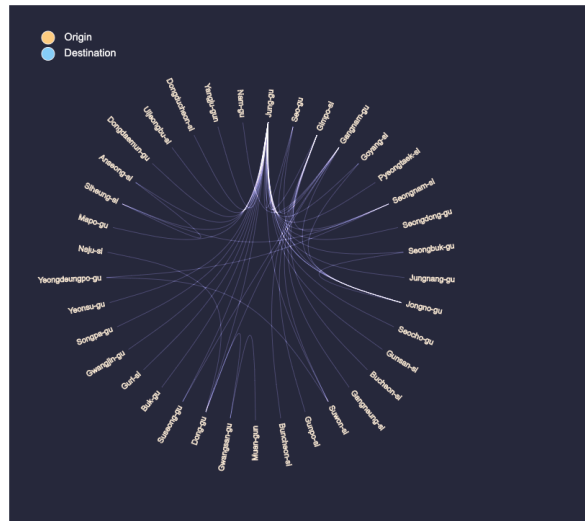 Origin
Destination
Jung-gu
Seo-gu
Gimpo-si
Gangnam-gu
Goyang-si
Pyeongtaek-si
Seongnam-si
Seongdong-gu
Seongbuk-gu
Jungnang-gu
Jongno-gu
Seocho-gu
Gunsan-si
Bucheon-si
Gangneung-si
Suwon-si
Gunpo-si
Buncheon-si
Muan-gun
Gwangsan-gu
Dong-gu
Suseong-gu
Buk-gu
Guri-si
Gwangjin-gu
Songpa-gu
Yeonsu-gu
Yeongdeungpo-gu
Naju-si
Mapo-gu
Siheung-si
Anseong-si
Dongdaemun-gu
Uijeongbu-si
Dongducheon-si
Yangju-gun
Nam-gu